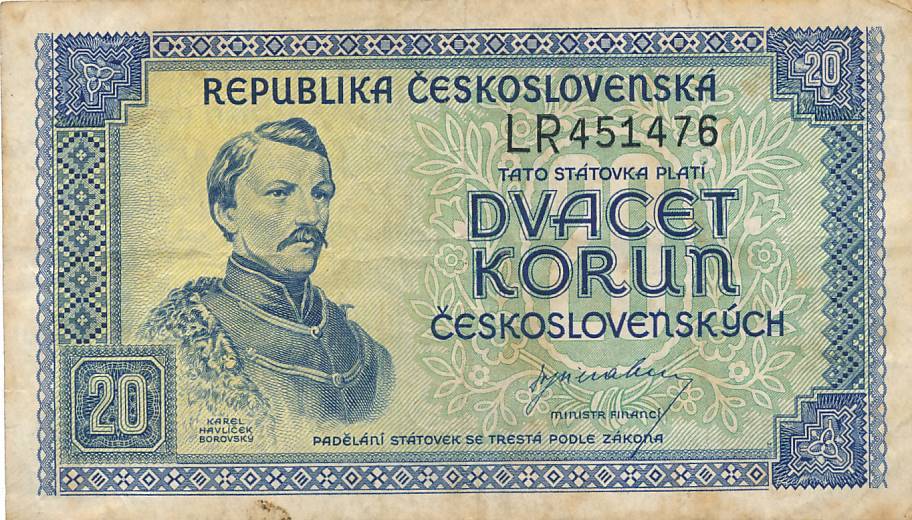 REPUBLIKA ČESKOSLOVENSKÁ
20
LR451476
TATO STÁTOVKA PLATÍ
DVACET
KORUN
ČESKOSLOVENSKÝCH
MINISTR FINANCÍ
20
KAREL
HAVLÍČEK
BOROVSKÝ
PADĚLÁNÍ STÁTOVEK SE TRESTÁ PODLE ZÁKONA